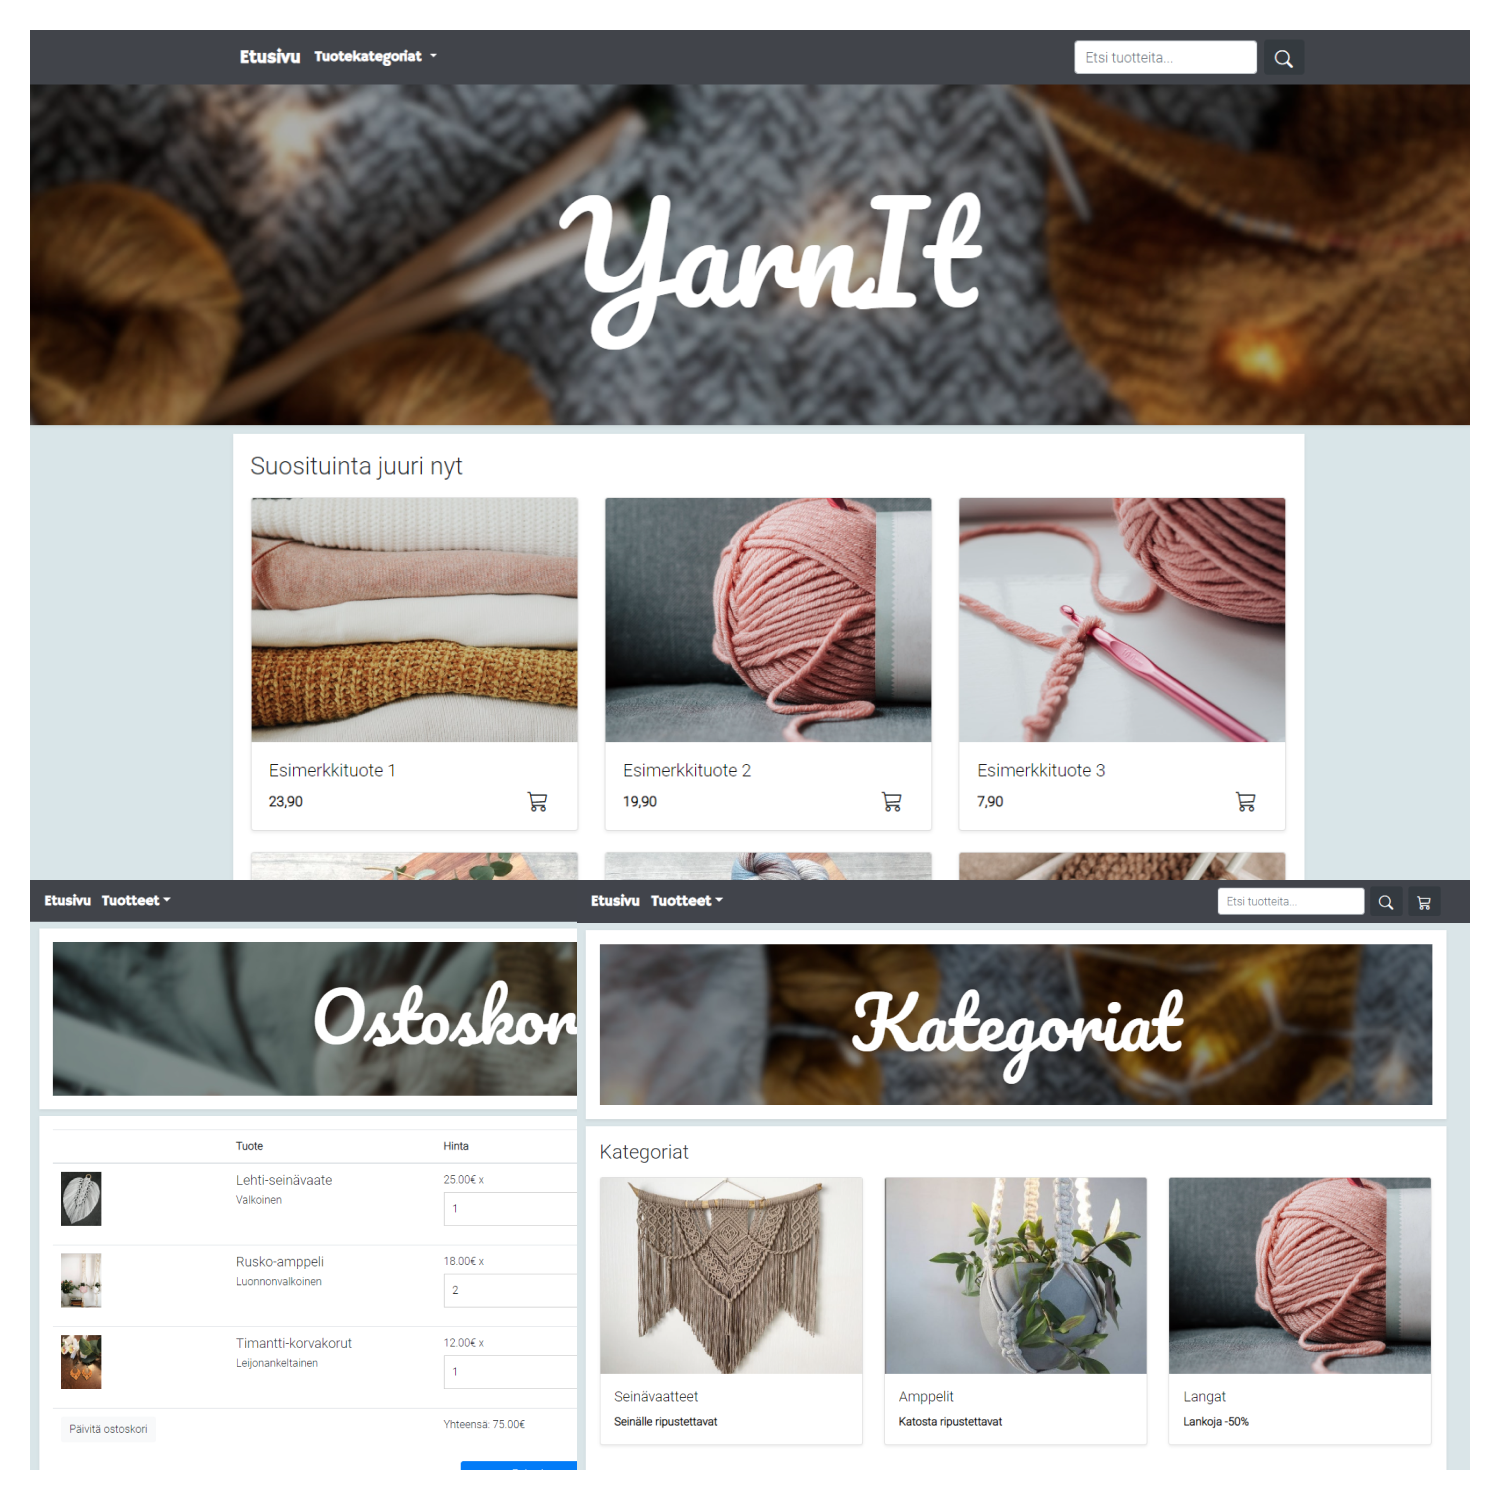 Etusivu Tuotekategoriat
Etsi tuotteita...
YarnIt
Suosituinta juuri nyt
Esimerkkituote 1
23,90
Esimerkkituote 2
19,90
Esimerkkituote 3
7,90
Etusivu Tuotteet
Ostoskor
Tuote Hinta
Lehti-seinävaate 25.00€ x
Valkoinen
1
Rusko-amppeli 18.00€ x
Luonnonvalkoinen
2
Timantti-korvakorut 12.00€ x
Leijonankeltainen
1
Päivitä ostoskori Yhteensä: 75.00€
Etusivu Tuotteet
Etsi tuotteita...
Kategoriat
Kategoriat
Seinävaatteet
Seinälle ripustettavat
Amppelit
Katosta ripustettavat
Langat
Lankoja -50%